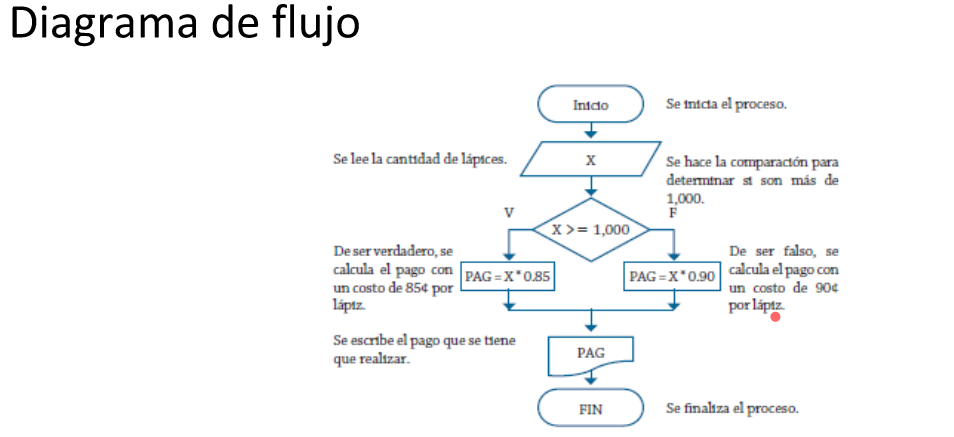 Diagrama de flujo
Inicio
Se inicia el proceso.
Se lee la cantidad de lápices.
X
Se hace la comparación para
determinar si son más de
1,000.
V
F
X >= 1,000
De ser verdadero, se
calcula el pago con
un costo de 85¢ por
lápiz.
PAG = X * 0.85
PAG = X * 0.90
De ser falso, se
calcula el pago con
un costo de 90¢
por lápiz.
Se escribe el pago que se tiene
que realizar.
PAG
FIN
Se finaliza el proceso.